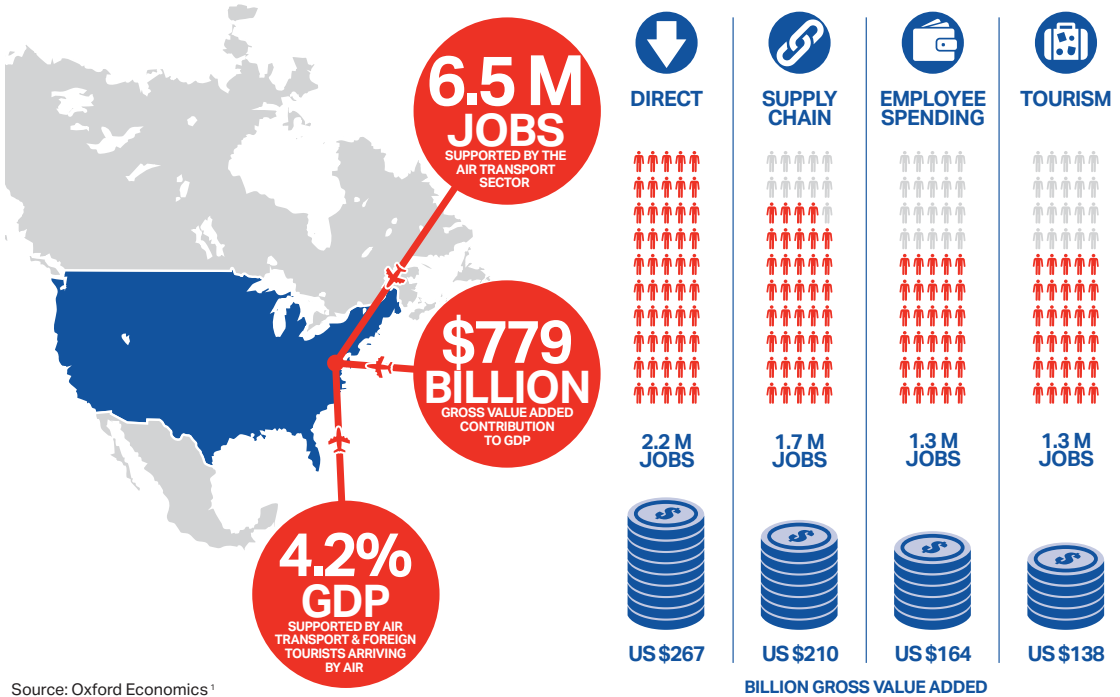 6.5 M
JOBS
SUPPORTED BY THE
AIR TRANSPORT
SECTOR
$779
BILLION
GROSS VALUE ADDED
CONTRIBUTION
TO GDP
4.2%
GDP
SUPPORTED BY AIR
TRANSPORT & FOREIGN
TOURISTS ARRIVING
BY AIR
Source: Oxford Economics¹
DIRECT
2.2 M
JOBS
$
US $267
SUPPLY
CHAIN
1.7 M
JOBS
$
US $210
EMPLOYEE
SPENDING
1.3 M
JOBS
$
US $164
TOURISM
1.3 M
JOBS
$
US $138
BILLION GROSS VALUE ADDED